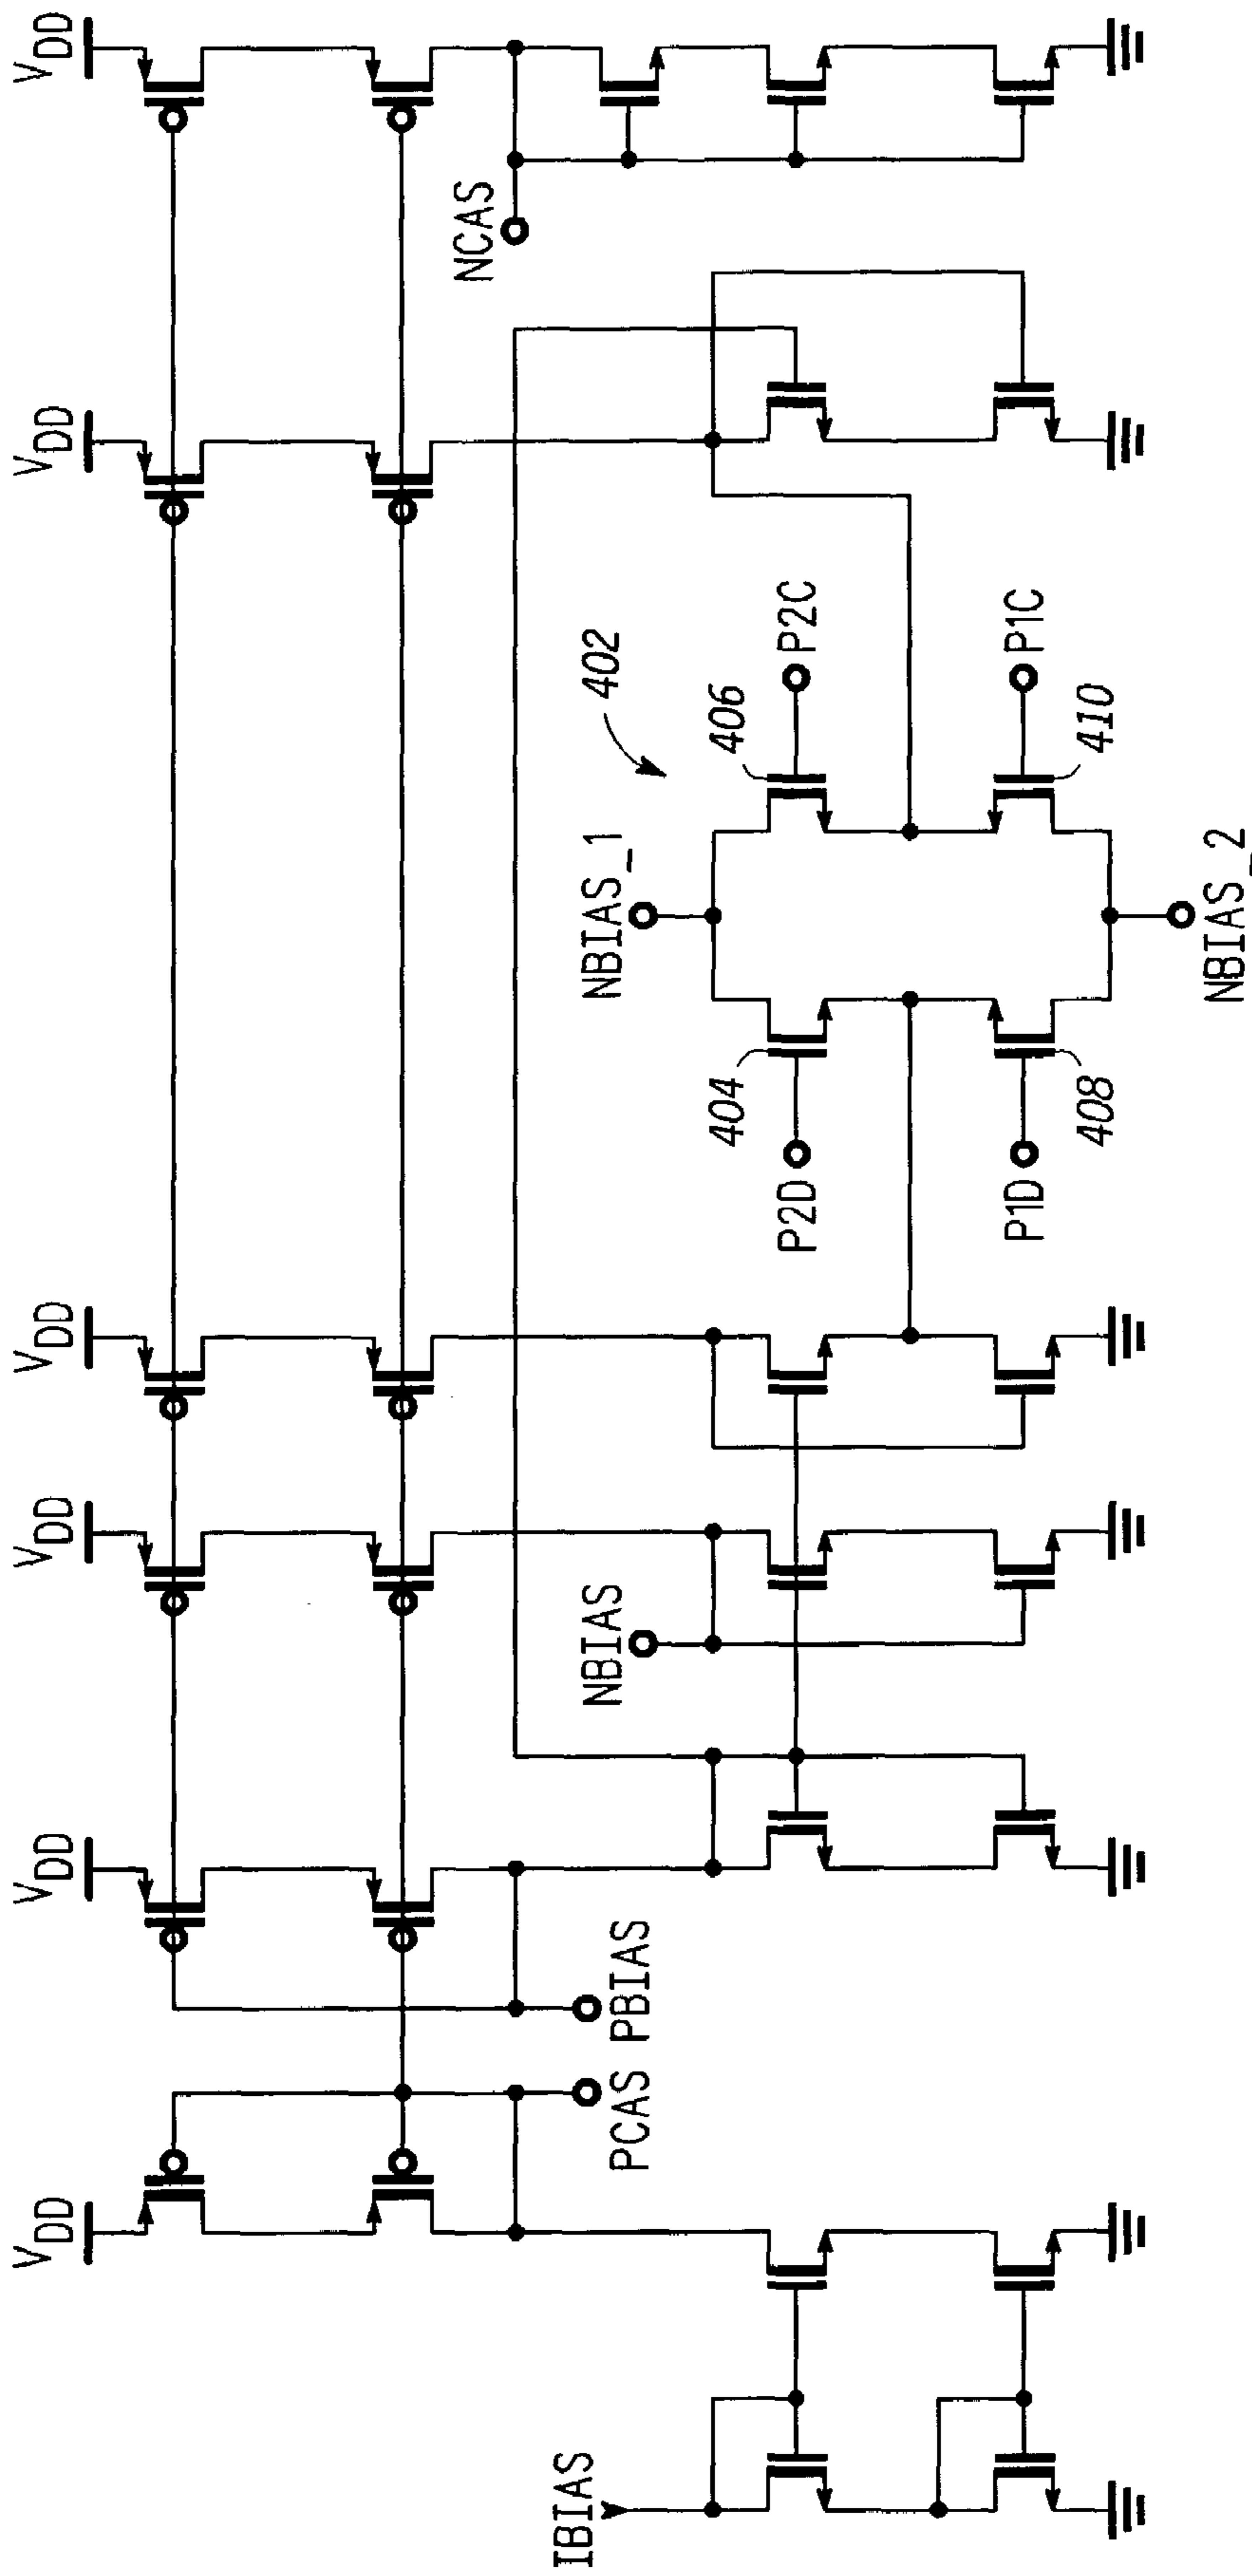 VDD
VDD
VDD
VDD
VDD
VDD
IBIAS
PCAS
PBIAS
NBIAS
NBIAS_1
402
NCAS
P2D
404
406
P2C
P1D
408
410
P1C
NBIAS_2